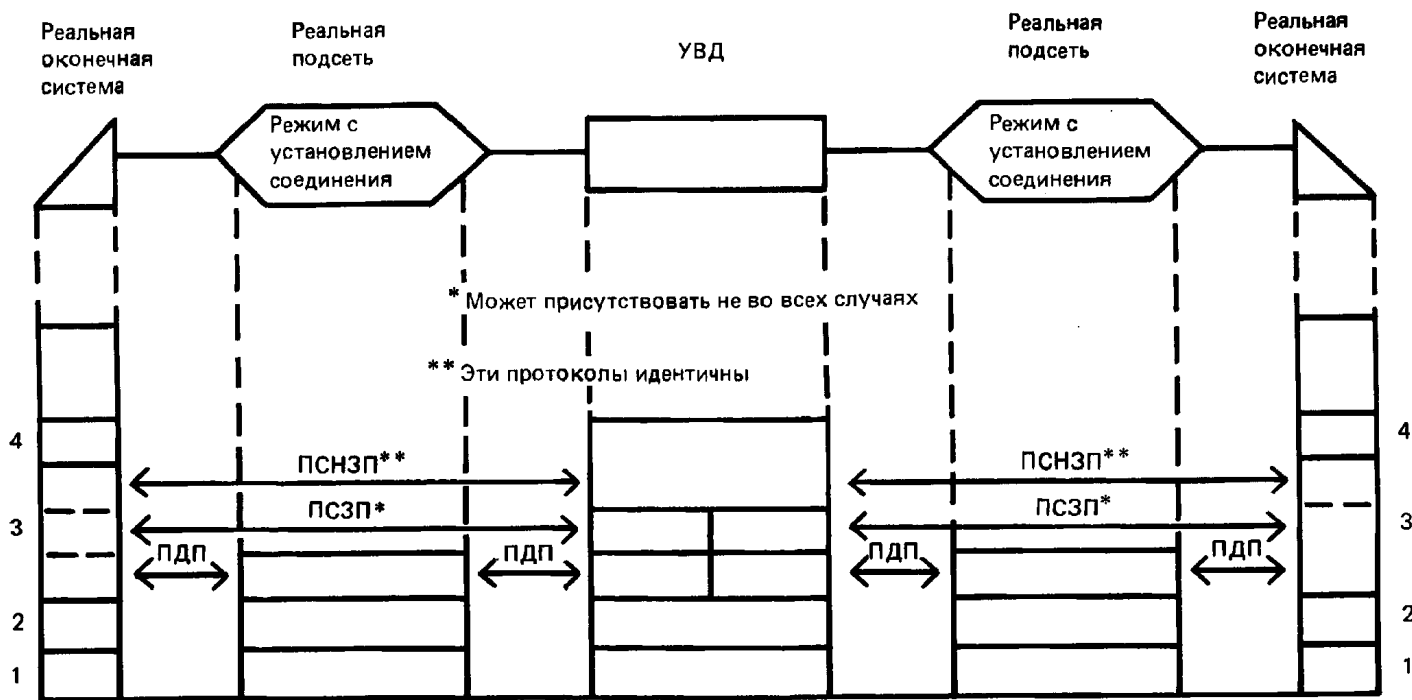 Реальная
оконечная
система
Реальная
подсеть
УВД
Реальная
подсеть
Реальная
оконечная
система
Режим с
установлением
соединения
Режим с
установлением
соединения
* Может присутствовать не во всех случаях
** Эти протоколы идентичны
4
4
ПСНЗП**
ПСНЗП**
3
ПСЗП*
ПСЗП*
3
ПДП
ПДП
ПДП
ПДП
2
2
1
1